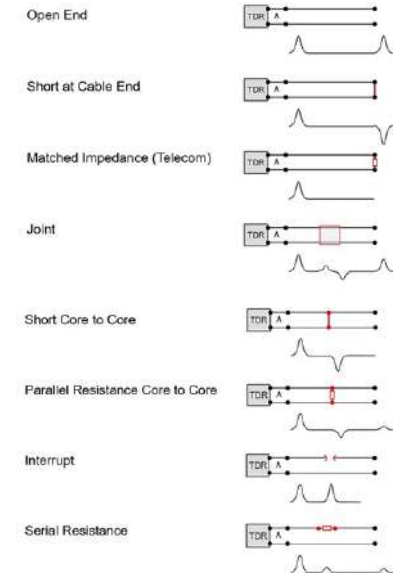 Open End
TDR A
Short at Cable End
TDR A
Matched Impedance (Telecom)
TDR A
Joint
TDR A
Short Core to Core
TDR A
Parallel Resistance Core to Core
TDR A
Interrupt
TDR A
Serial Resistance
TDR A